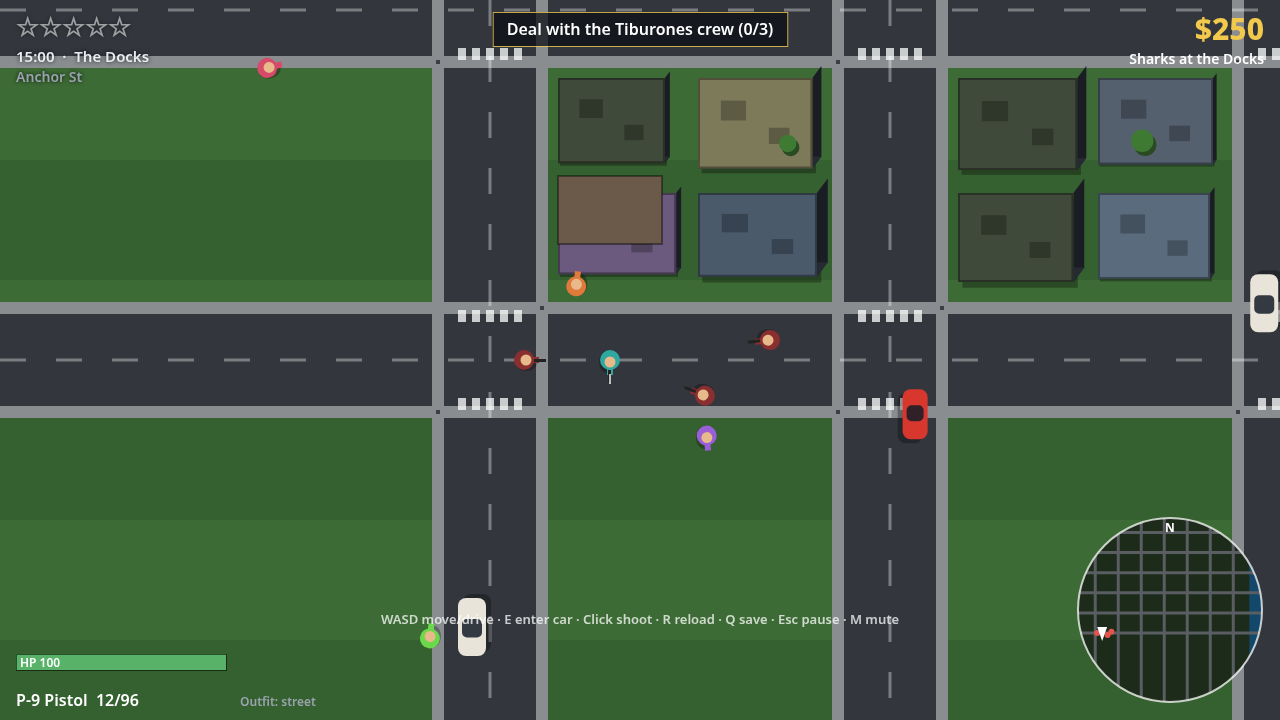 Deal with the Tiburones crew (0/3)
$250
15:00 · The Docks
Sharks at the Docks
Anchor St
N
WASD move/drive · E enter car · Click shoot · R reload · Q save · Esc pause · M mute
HP 100
P-9 Pistol 12/96
Outfit: street